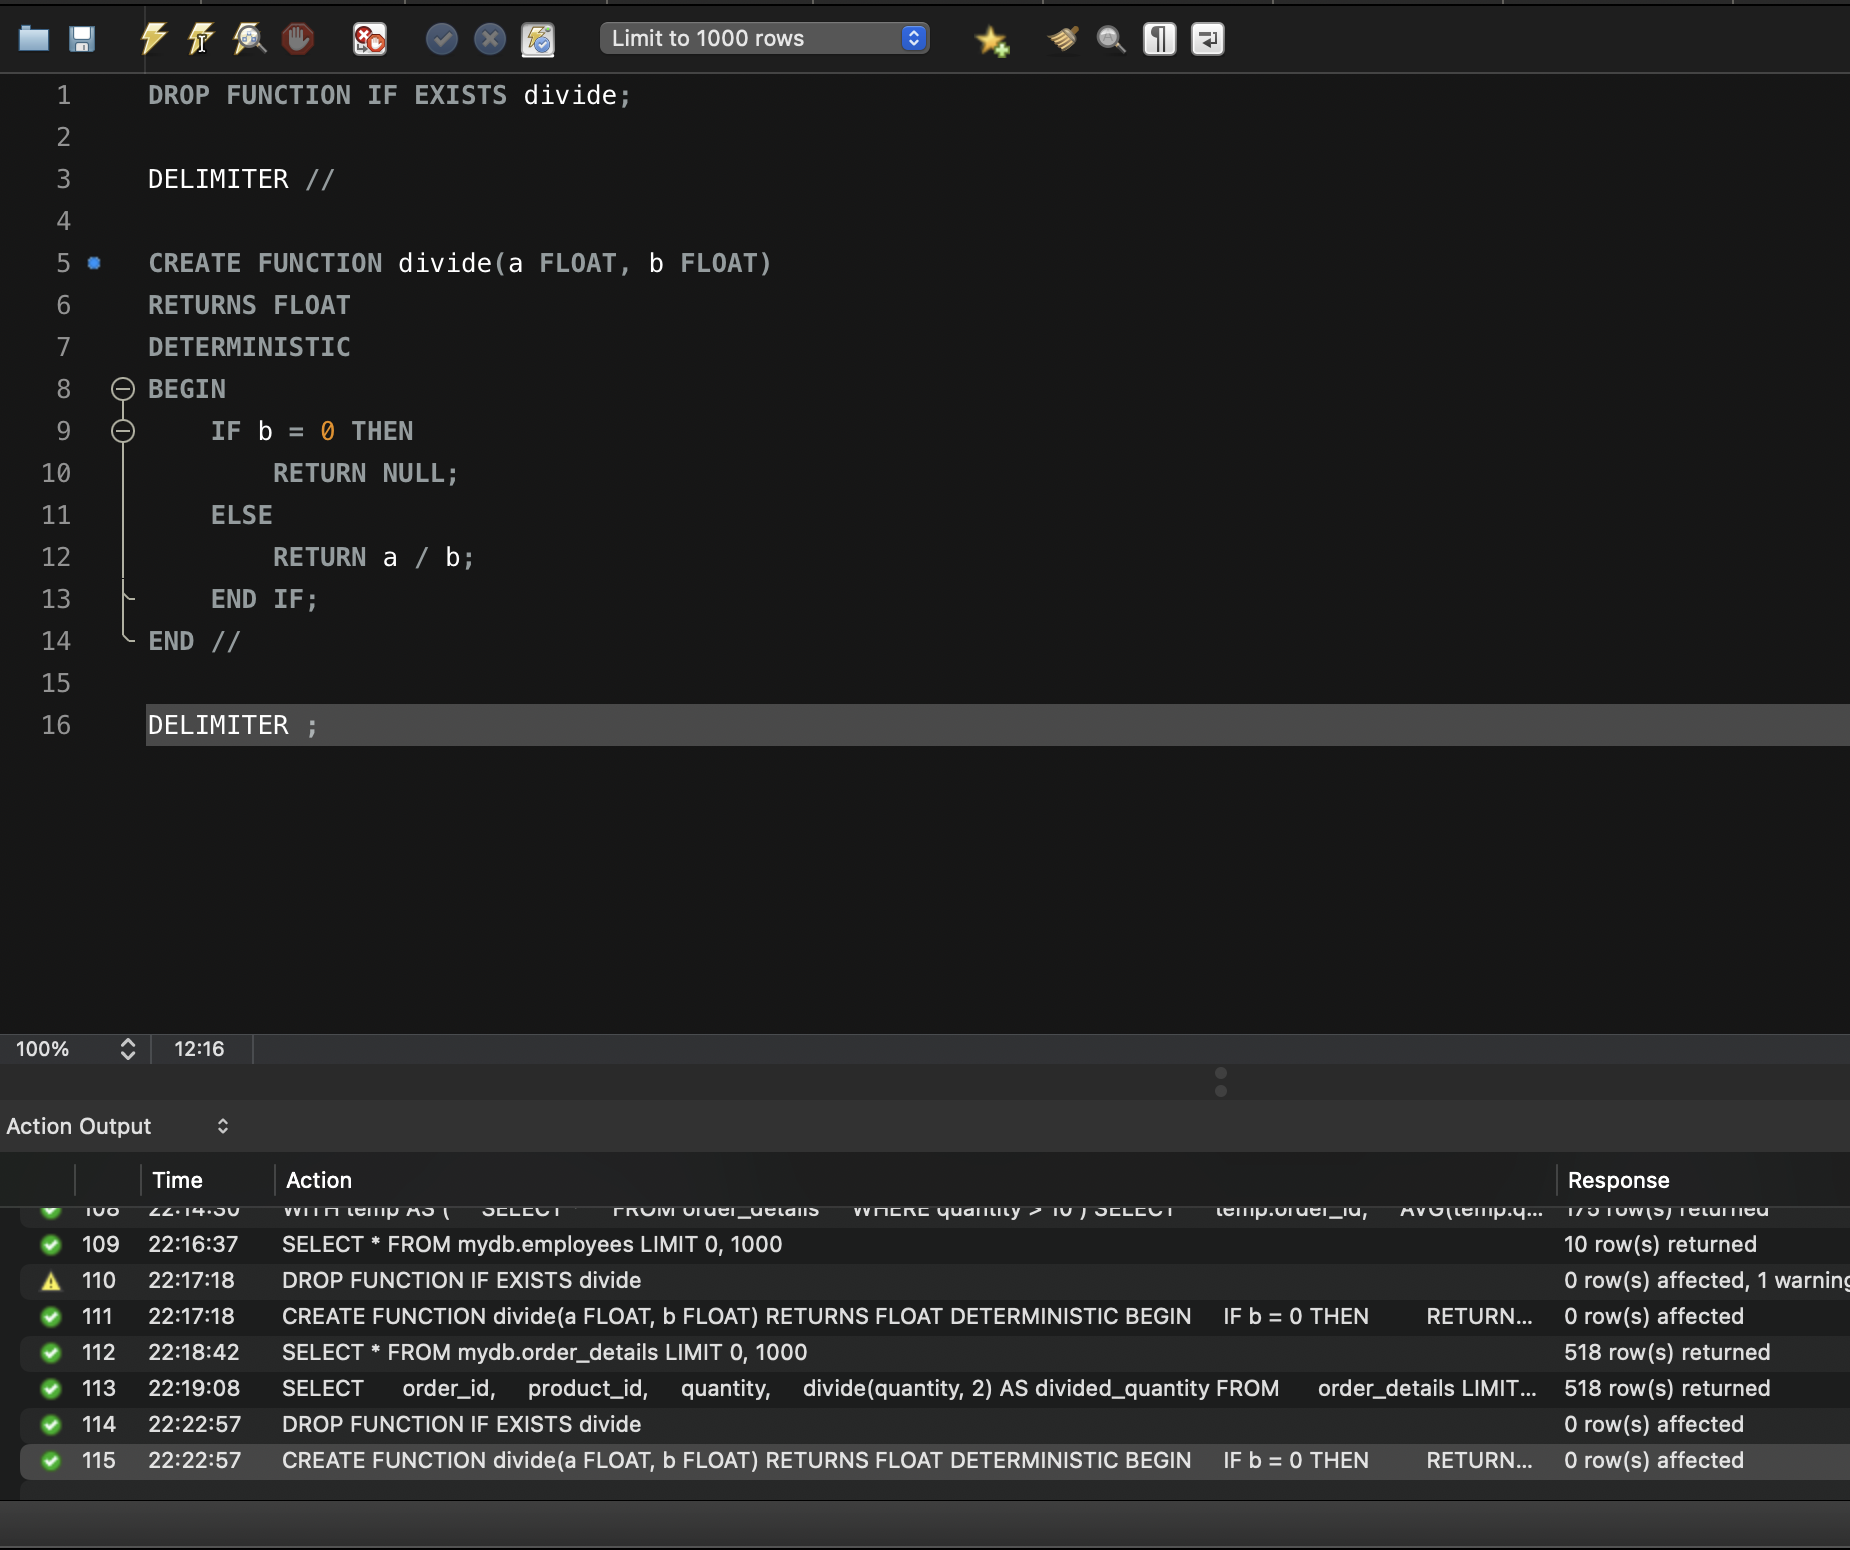 Limit to 1000 rows
1 DROP FUNCTION IF EXISTS divide;
2
3 DELIMITER //
4
5 CREATE FUNCTION divide(a FLOAT, b FLOAT)
6 RETURNS FLOAT
7 DETERMINISTIC
8 BEGIN
9 IF b = 0 THEN
10 RETURN NULL;
11 ELSE
12 RETURN a / b;
13 END IF;
14 END //
15
16 DELIMITER ;
100% 12:16
Action Output
Time Action Response
108 22:14:30 WITH temp AS ( SELECT * FROM order_details WHERE quantity > 10 ) SELECT temp.order_id, AVG(temp.q... 175 row(s) returned
109 22:16:37 SELECT * FROM mydb.employees LIMIT 0, 1000 10 row(s) returned
110 22:17:18 DROP FUNCTION IF EXISTS divide 0 row(s) affected, 1 warning
111 22:17:18 CREATE FUNCTION divide(a FLOAT, b FLOAT) RETURNS FLOAT DETERMINISTIC BEGIN IF b = 0 THEN RETURN... 0 row(s) affected
112 22:18:42 SELECT * FROM mydb.order_details LIMIT 0, 1000 518 row(s) returned
113 22:19:08 SELECT order_id, product_id, quantity, divide(quantity, 2) AS divided_quantity FROM order_details LIMIT... 518 row(s) returned
114 22:22:57 DROP FUNCTION IF EXISTS divide 0 row(s) affected
115 22:22:57 CREATE FUNCTION divide(a FLOAT, b FLOAT) RETURNS FLOAT DETERMINISTIC BEGIN IF b = 0 THEN RETURN... 0 row(s) affected